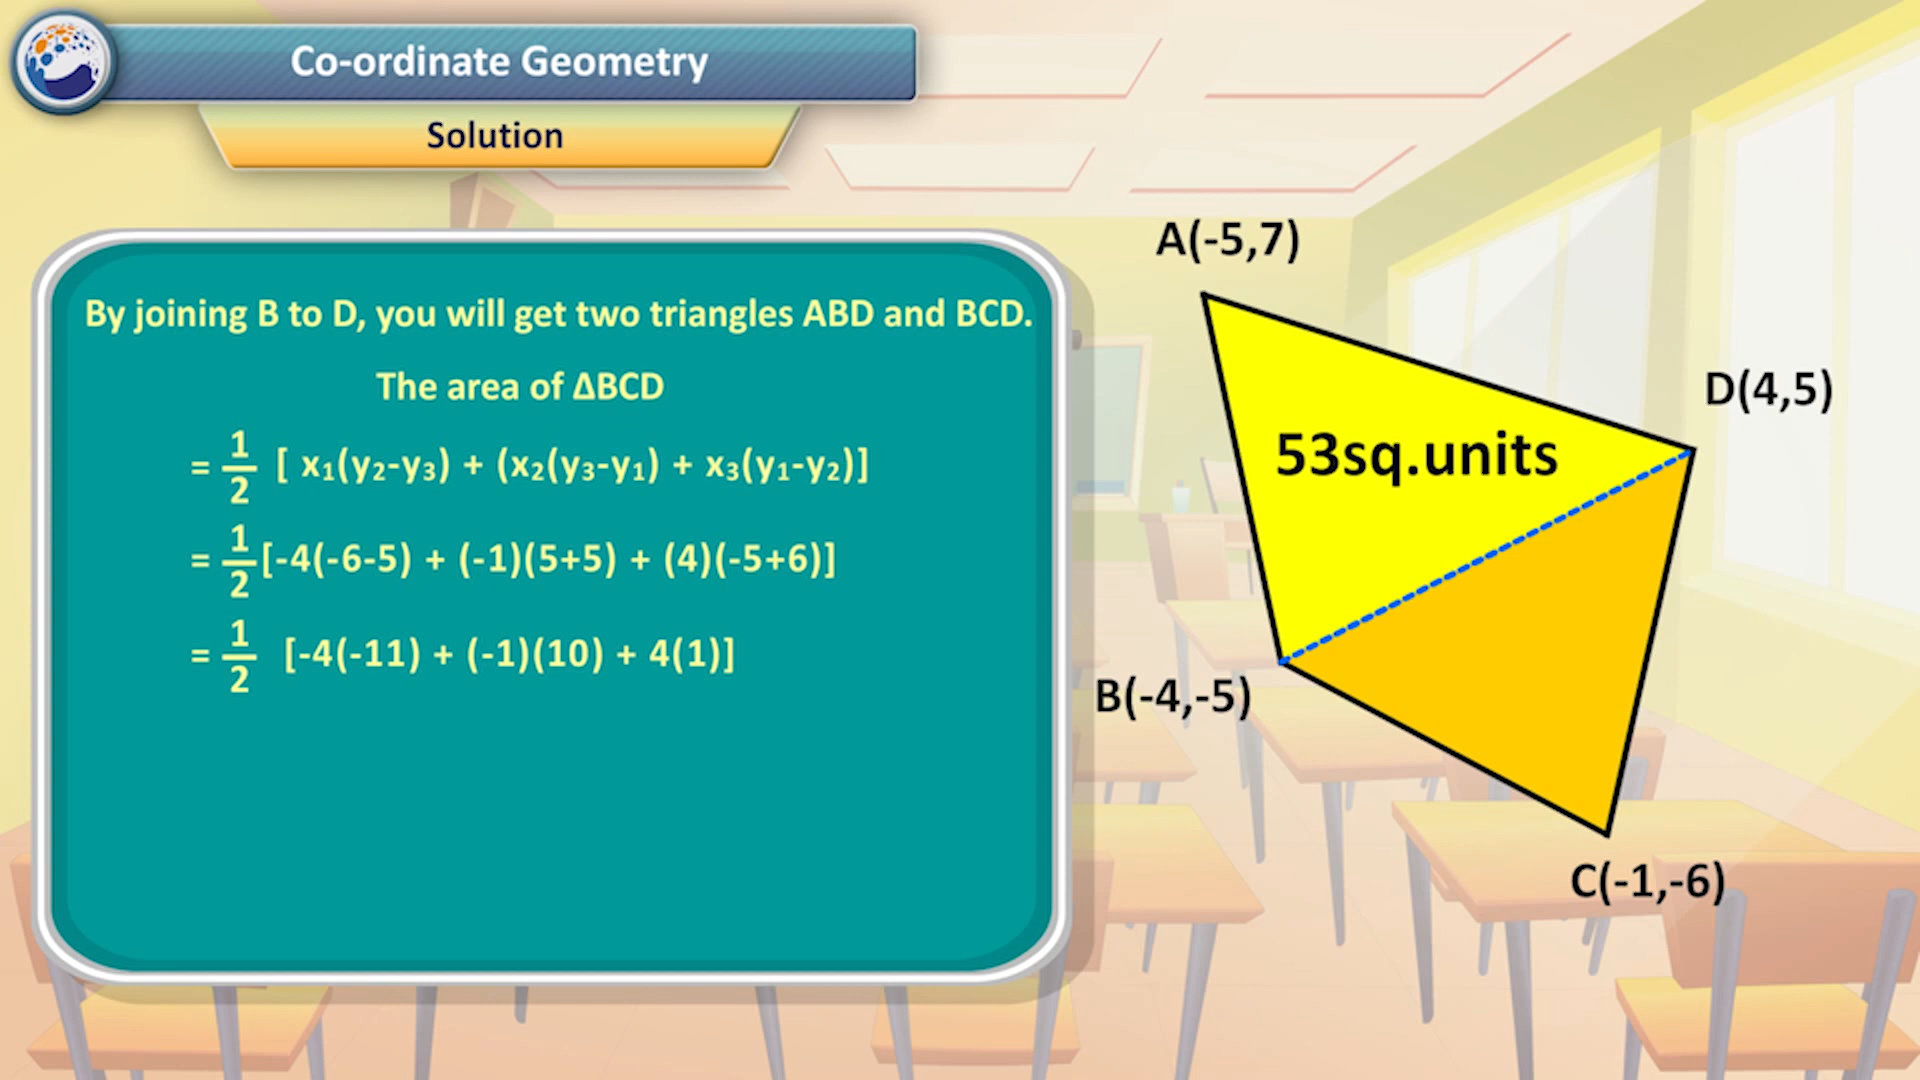 Co-ordinate Geometry
Solution
By joining B to D, you will get two triangles ABD and BCD.
The area of ΔBCD
= 1/2 [ x₁(y₂-y₃) + (x₂(y₃-y₁) + x₃(y₁-y₂)]
= 1/2 [-4(-6-5) + (-1)(5+5) + (4)(-5+6)]
= 1/2 [-4(-11) + (-1)(10) + 4(1)]
A(-5,7)
D(4,5)
53sq.units
B(-4,-5)
C(-1,-6)